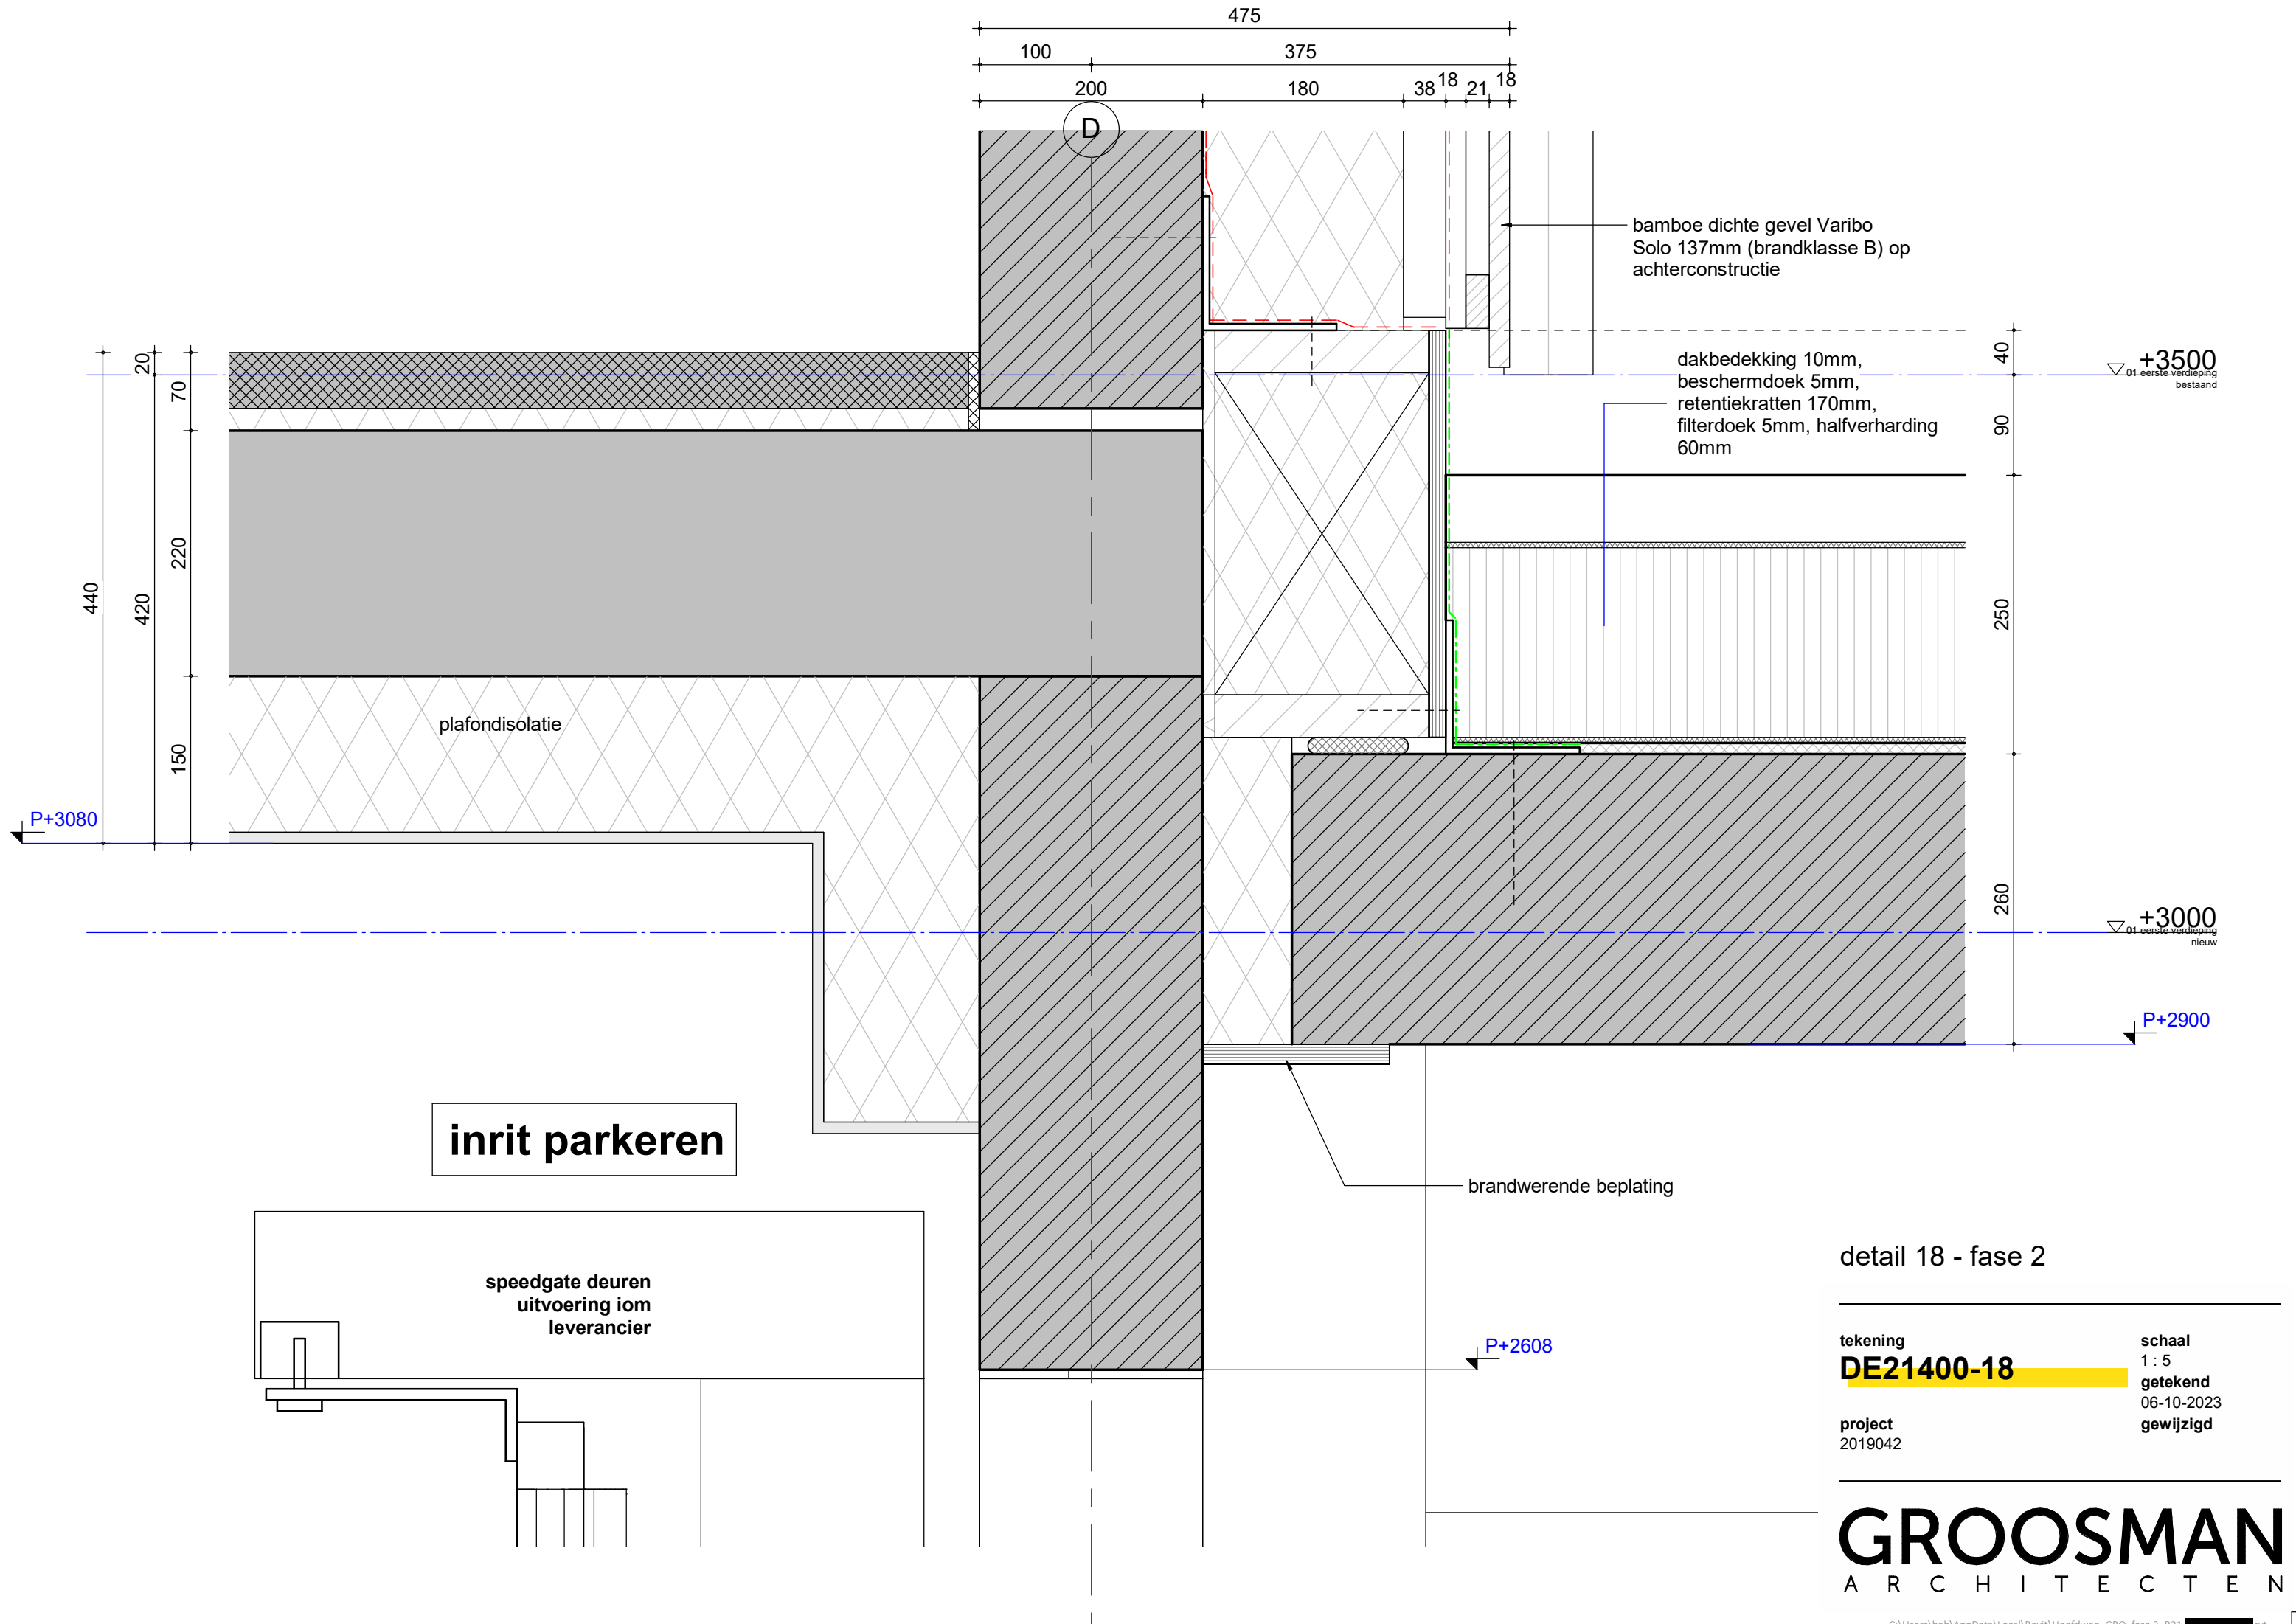 475
100
375
200
180
38
18
21
18
D
bamboe dichte gevel Varibo
Solo 137mm (brandklasse B) op
achterconstructie
dakbedekking 10mm,
beschermdoek 5mm,
retentiekratten 170mm,
filterdoek 5mm, halfverharding
60mm
40
+3500
01 eerste verdieping
bestaand
90
250
260
+3000
01 eerste verdieping
nieuw
P+2900
20
70
220
440
420
150
plafondisolatie
P+3080
inrit parkeren
speedgate deuren
uitvoering iom
leverancier
brandwerende beplating
P+2608
detail 18 - fase 2
tekening
DE21400-18
schaal
1 : 5
getekend
06-10-2023
gewijzigd
project
2019042
GROOSMAN
ARCHITECTEN